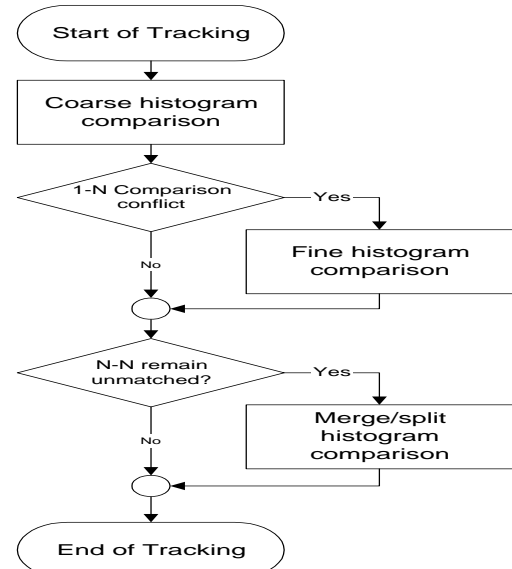 Start of Tracking
Coarse histogram
comparison
1-N Comparison
conflict
Yes
Fine histogram
comparison
No
N-N remain
unmatched?
Yes
Merge/split
histogram
comparison
No
End of Tracking